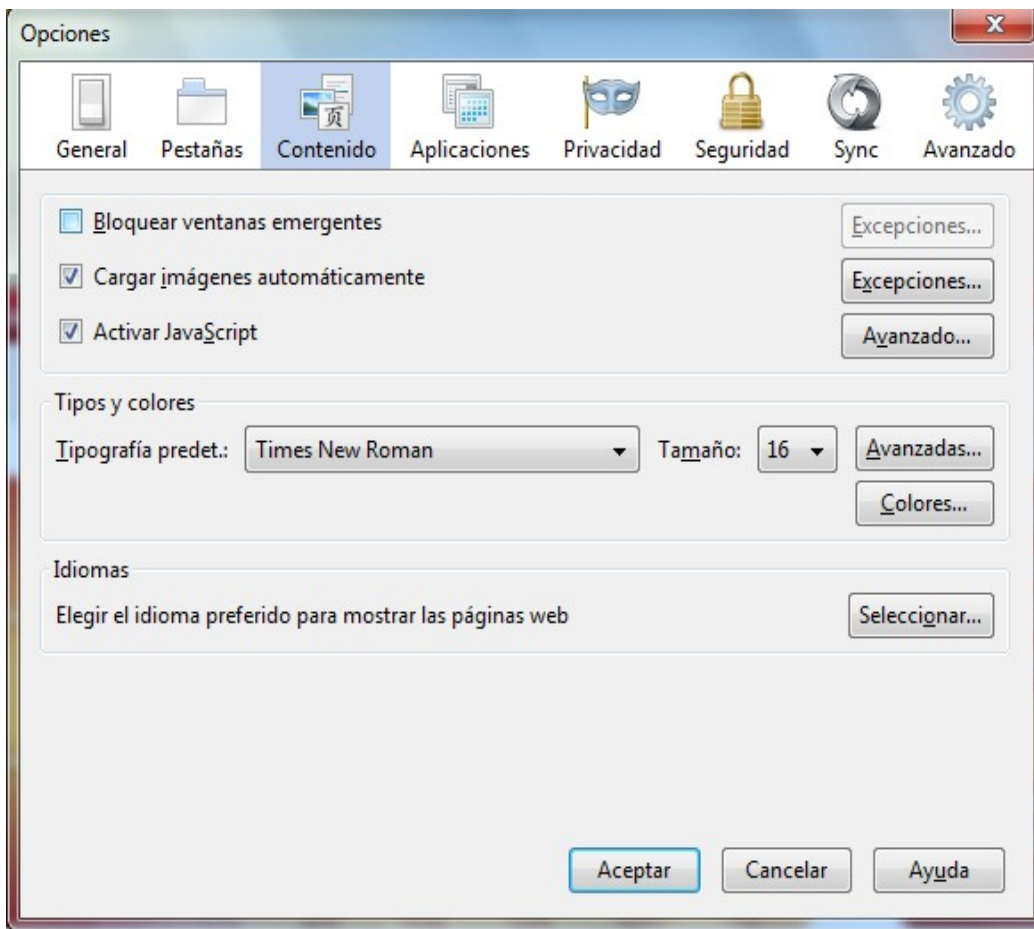 Opciones
x
页
General Pestañas Contenido Aplicaciones Privacidad Seguridad Sync Avanzado
Bloquear ventanas emergentes Excepciones...
Cargar imágenes automáticamente Excepciones...
Activar JavaScript Avanzado...
Tipos y colores
Tipografía predet.: Times New Roman Tamaño: 16 Avanzadas...
Colores...
Idiomas
Elegir el idioma preferido para mostrar las páginas web Seleccionar...
Aceptar Cancelar Ayuda